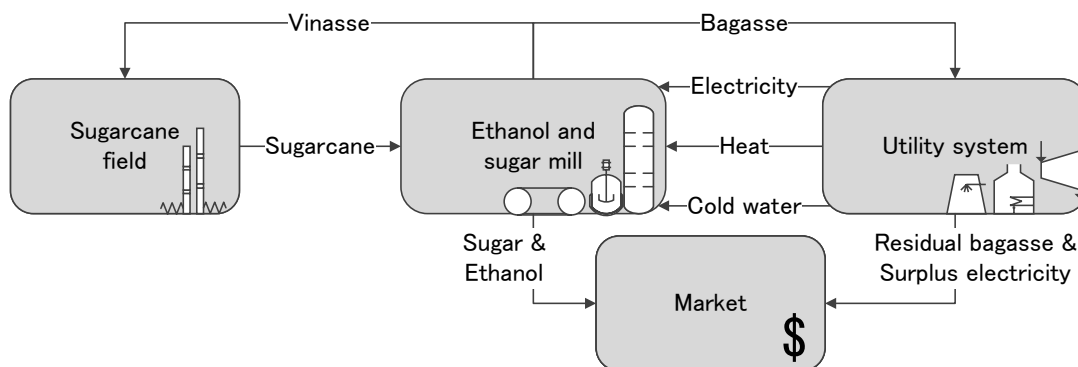 Vinasse
Bagasse
Sugarcane
field
Sugarcane
Ethanol and
sugar mill
Electricity
Heat
Cold water
Utility system
Sugar &
Ethanol
Residual bagasse &
Surplus electricity
Market
$